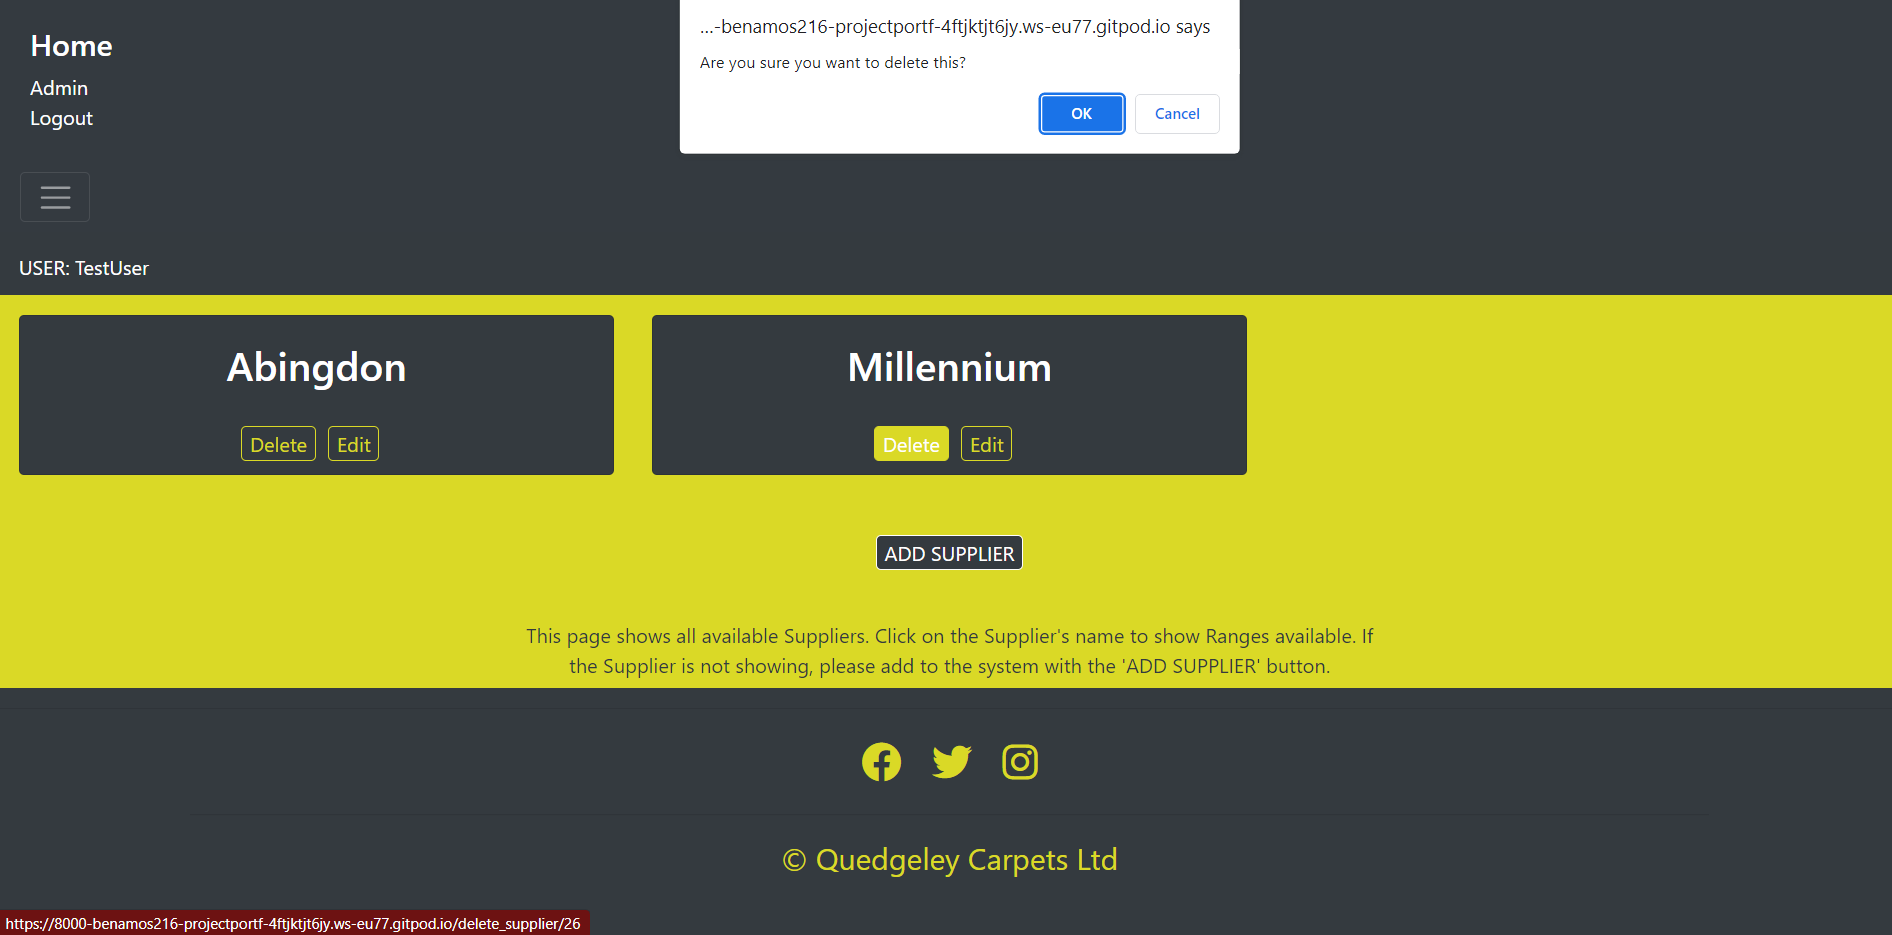 ...-benamos216-projectportf-4ftjktjt6jy.ws-eu77.gitpod.io says
Are you sure you want to delete this?
OK
Cancel
Home
Admin
Logout
USER: TestUser
Abingdon
Delete
Edit
Millennium
Delete
Edit
ADD SUPPLIER
This page shows all available Suppliers. Click on the Supplier's name to show Ranges available. If
the Supplier is not showing, please add to the system with the 'ADD SUPPLIER' button.
© Quedgeley Carpets Ltd
https://8000-benamos216-projectportf-4ftjktjt6jy.ws-eu77.gitpod.io/delete_supplier/26